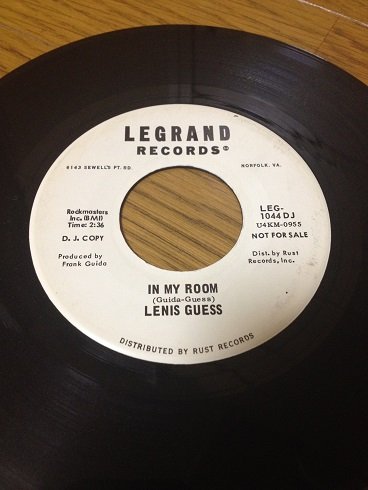 LEGRAND
RECORDS
6143 SEWELL'S PT. RD.
NORFOLK, VA.
Rockmasters
Inc. (BMI)
Time: 2:36
D. J. COPY
Produced by
Frank Guida
LEG-
1044 DJ
U4KM-0955
NOT FOR SALE
Dist. by Rust
Records, Inc.
IN MY ROOM
(Guida-Guess)
LENIS GUESS
DISTRIBUTED BY RUST RECORDS